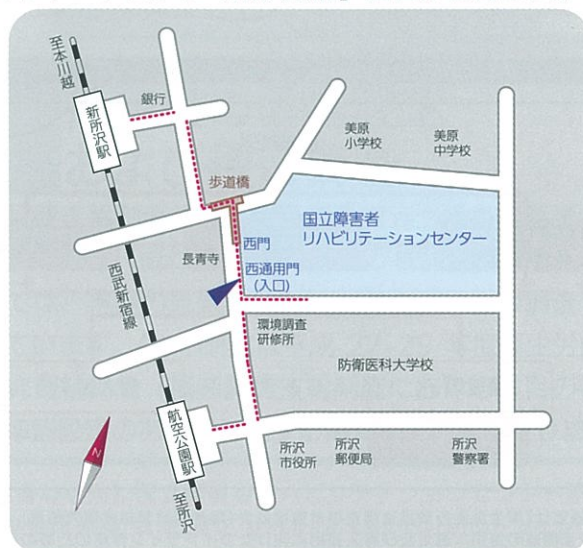 至本川越
銀行
新所沢駅
美原
小学校
美原
中学校
歩道橋
国立障害者
リハビリテーションセンター
西門
長青寺
西通用門
(入口)
西武新宿線
環境調査
研修所
防衛医科大学校
航空公園駅
N
所沢
市役所
所沢
郵便局
所沢
警察署
至所沢